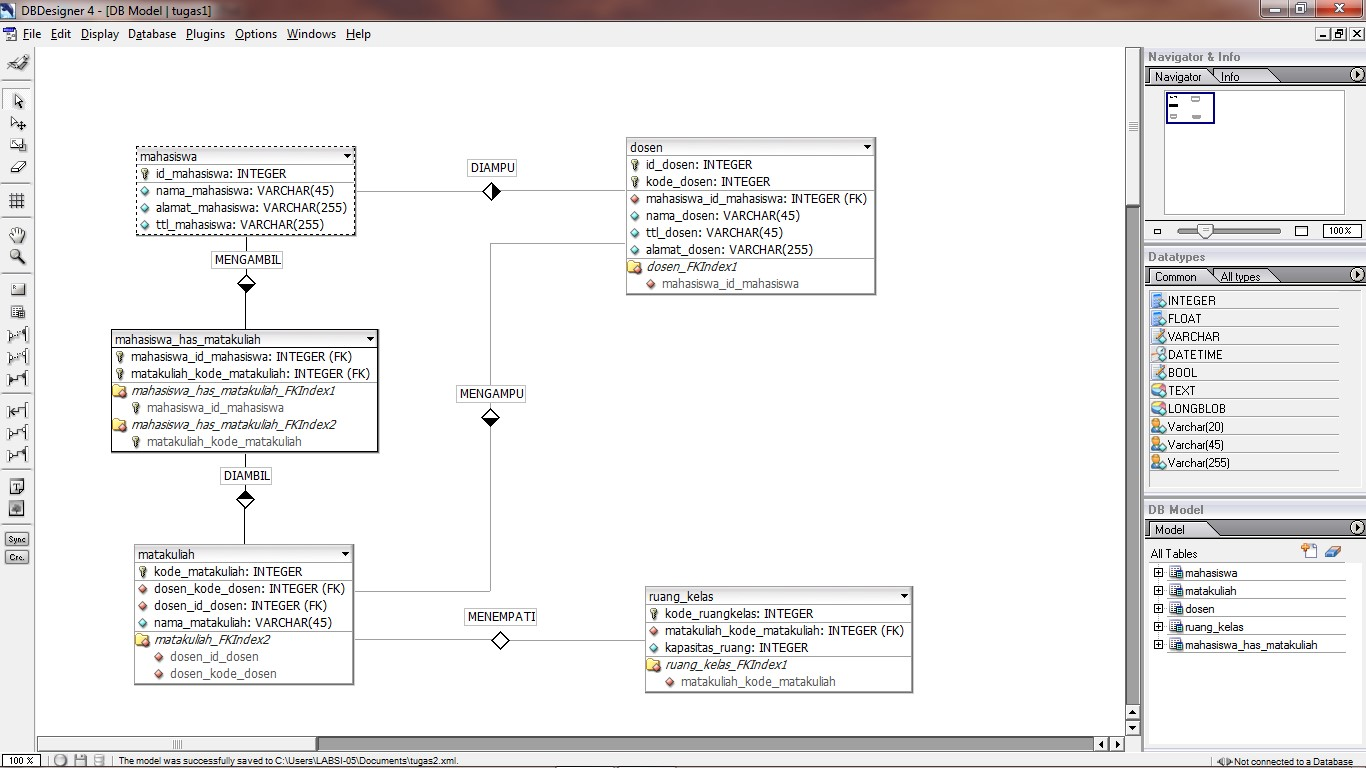 DBDesigner 4 - [DB Model | tugas1]
File Edit Display Database Plugins Options Windows Help
mahasiswa
id_mahasiswa: INTEGER
nama_mahasiswa: VARCHAR(45)
alamat_mahasiswa: VARCHAR(255)
ttl_mahasiswa: VARCHAR(255)
DIAMPU
dosen
id_dosen: INTEGER
kode_dosen: INTEGER
mahasiswa_id_mahasiswa: INTEGER (FK)
nama_dosen: VARCHAR(45)
ttl_dosen: VARCHAR(45)
alamat_dosen: VARCHAR(255)
dosen_FKIndex1
mahasiswa_id_mahasiswa
MENGAMBIL
mahasiswa_has_matakuliah
mahasiswa_id_mahasiswa: INTEGER (FK)
matakuliah_kode_matakuliah: INTEGER (FK)
mahasiswa_has_matakuliah_FKIndex1
mahasiswa_id_mahasiswa
mahasiswa_has_matakuliah_FKIndex2
matakuliah_kode_matakuliah
MENGAMPU
DIAMBIL
matakuliah
kode_matakuliah: INTEGER
dosen_kode_dosen: INTEGER (FK)
dosen_id_dosen: INTEGER (FK)
nama_matakuliah: VARCHAR(45)
matakuliah_FKIndex2
dosen_id_dosen
dosen_kode_dosen
MENEMPATI
ruang_kelas
kode_ruangkelas: INTEGER
matakuliah_kode_matakuliah: INTEGER (FK)
kapasitas_ruang: INTEGER
ruang_kelas_FKIndex1
matakuliah_kode_matakuliah
Sync
Crc.
Navigator & Info
Navigator Info
100%
Datatypes
Common All types
INTEGER
FLOAT
VARCHAR
DATETIME
BOOL
TEXT
LONGBLOB
Varchar(20)
Varchar(45)
Varchar(255)
DB Model
Model
All Tables
mahasiswa
matakuliah
dosen
ruang_kelas
mahasiswa_has_matakuliah
100 % The model was successfully saved to C:\Users\LABSI-05\Documents\tugas2.xml. Not connected to a Database